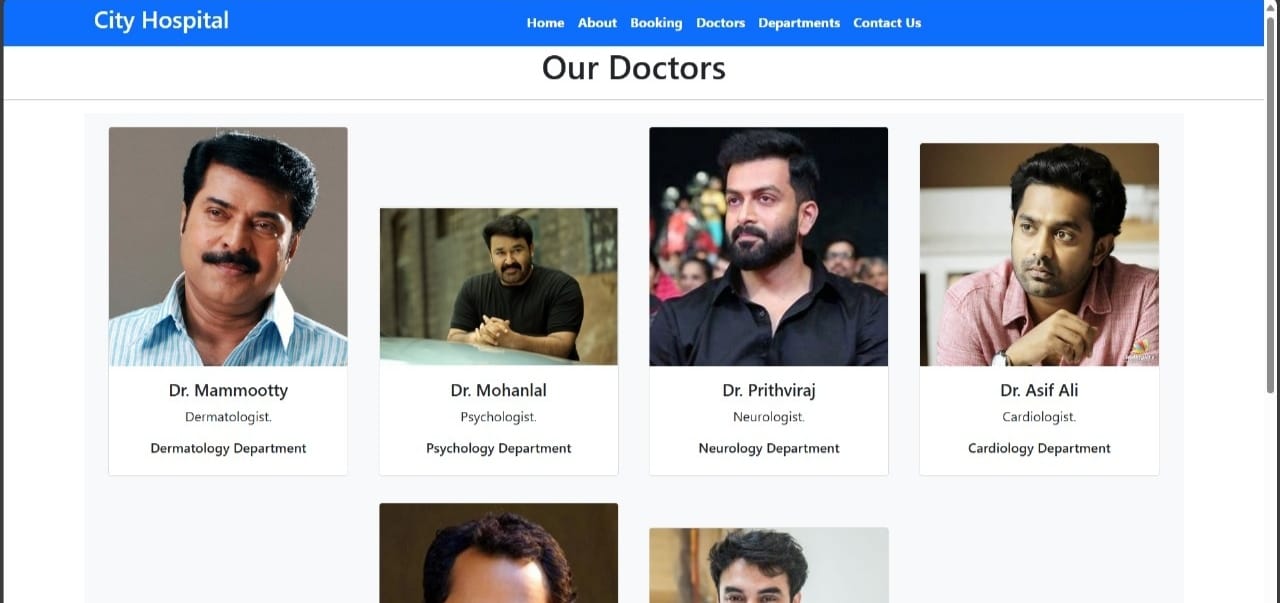 City Hospital
Home About Booking Doctors Departments Contact Us
Our Doctors
Dr. Mammootty
Dermatologist.
Dermatology Department
Dr. Mohanlal
Psychologist.
Psychology Department
Dr. Prithviraj
Neurologist.
Neurology Department
Dr. Asif Ali
Cardiologist.
Cardiology Department